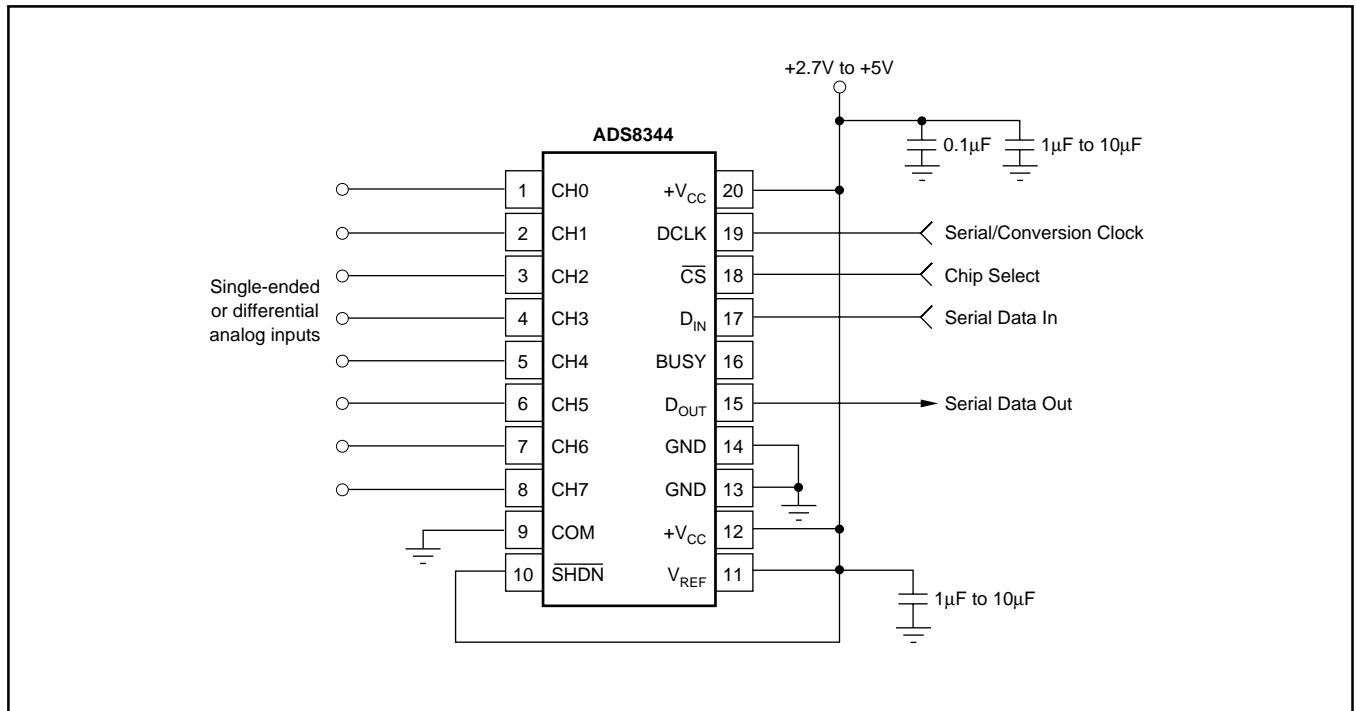 +2.7V to +5V
ADS8344
0.1μF
1μF to 10μF
1 CH0
+VCC 20
2 CH1
DCLK 19
Serial/Conversion Clock
3 CH2
C̅S̅ 18
Chip Select
Single-ended
or differential
analog inputs
4 CH3
DIN 17
Serial Data In
5 CH4
BUSY 16
6 CH5
DOUT 15
Serial Data Out
7 CH6
GND 14
8 CH7
GND 13
9 COM
+VCC 12
10 S̅H̅D̅N̅
VREF 11
1μF to 10μF